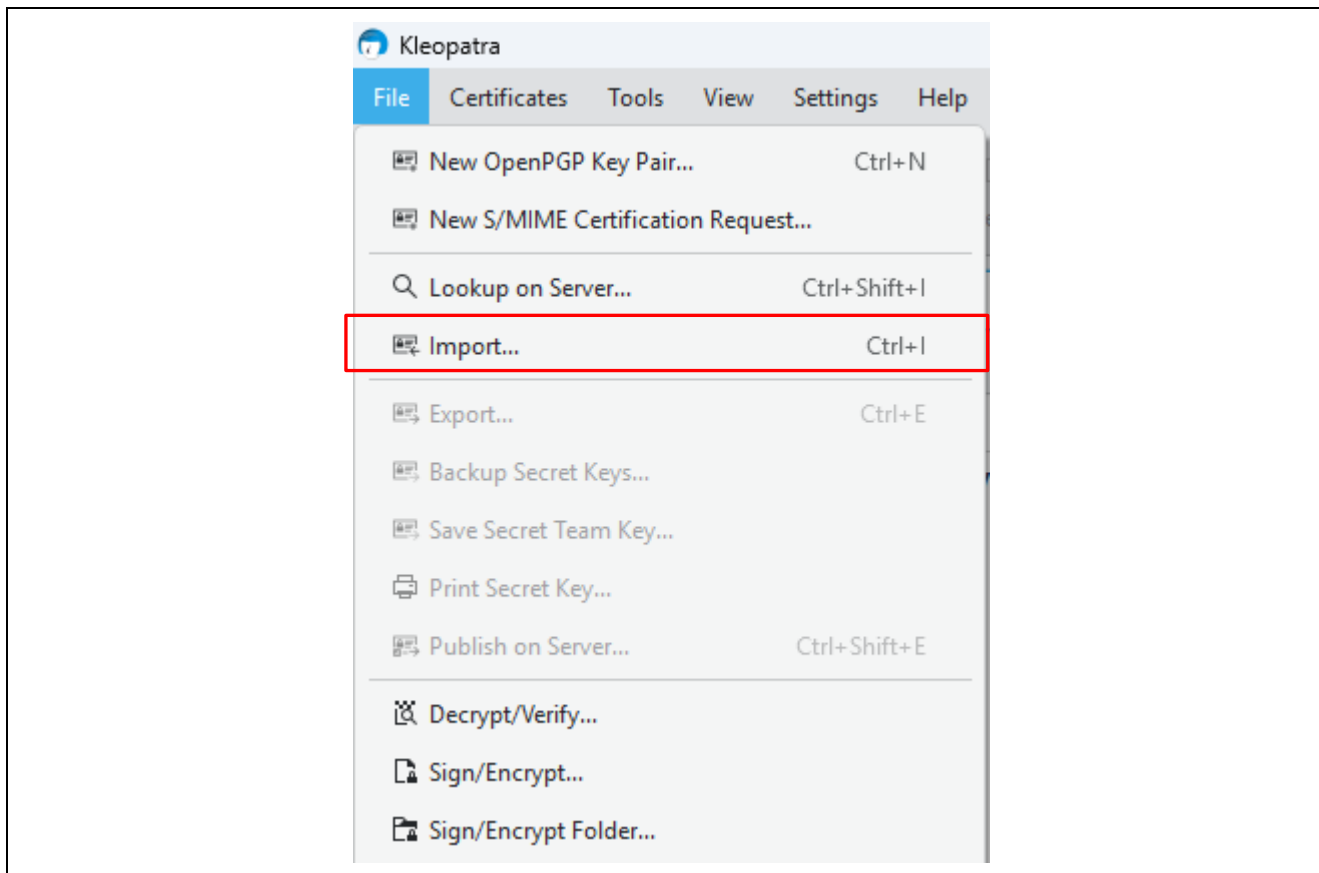 Kleopatra
File Certificates Tools View Settings Help
New OpenPGP Key Pair... Ctrl+N
New S/MIME Certification Request...
Lookup on Server... Ctrl+Shift+I
Import... Ctrl+I
Export... Ctrl+E
Backup Secret Keys...
Save Secret Team Key...
Print Secret Key...
Publish on Server... Ctrl+Shift+E
Decrypt/Verify...
Sign/Encrypt...
Sign/Encrypt Folder...